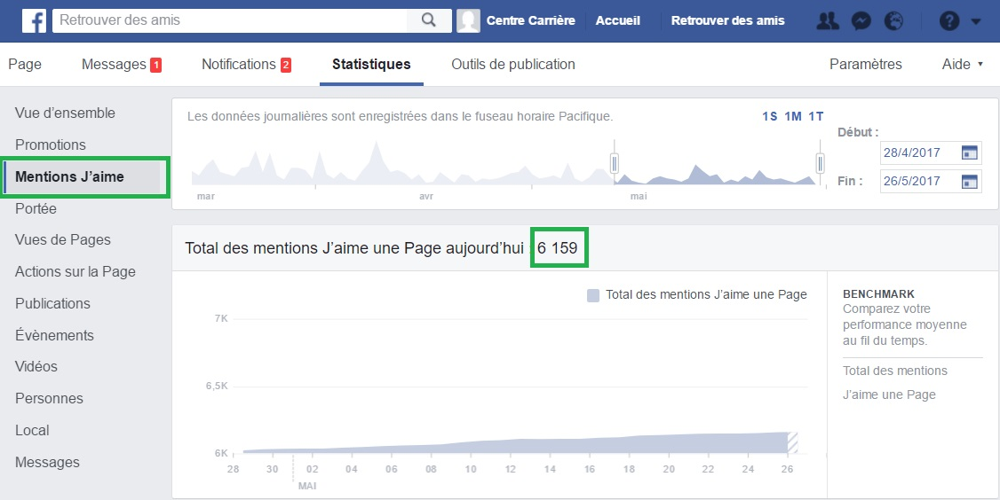 f
Retrouver des amis
Centre Carrière
Accueil
Retrouver des amis
?
Page
Messages 1
Notifications 2
Statistiques
Outils de publication
Paramètres
Aide
Vue d’ensemble
Promotions
Mentions J’aime
Portée
Vues de Pages
Actions sur la Page
Publications
Évènements
Vidéos
Personnes
Local
Messages
Les données journalières sont enregistrées dans le fuseau horaire Pacifique.
1S 1M 1T
mar avr mai
Début :
28/4/2017
Fin :
26/5/2017
Total des mentions J’aime une Page aujourd’hui : 6 159
Total des mentions J’aime une Page
7K
6,5K
6K
28 30 02 04 06 08 10 12 14 16 18 20 22 24 26
MAI
BENCHMARK
Comparez votre
performance moyenne
au fil du temps.
Total des mentions
J’aime une Page